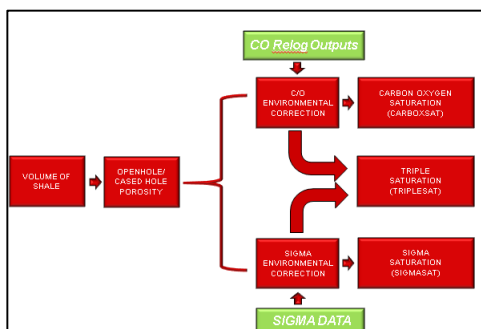 CO Relog Outputs
C/O
ENVIRONMENTAL
CORRECTION
CARBON OXYGEN
SATURATION
(CARBOXSAT)
VOLUME OF
SHALE
OPENHOLE/
CASED HOLE
POROSITY
TRIPLE
SATURATION
(TRIPLESAT)
SIGMA
ENVIRONMENTAL
CORRECTION
SIGMA
SATURATION
(SIGMASAT)
SIGMA DATA